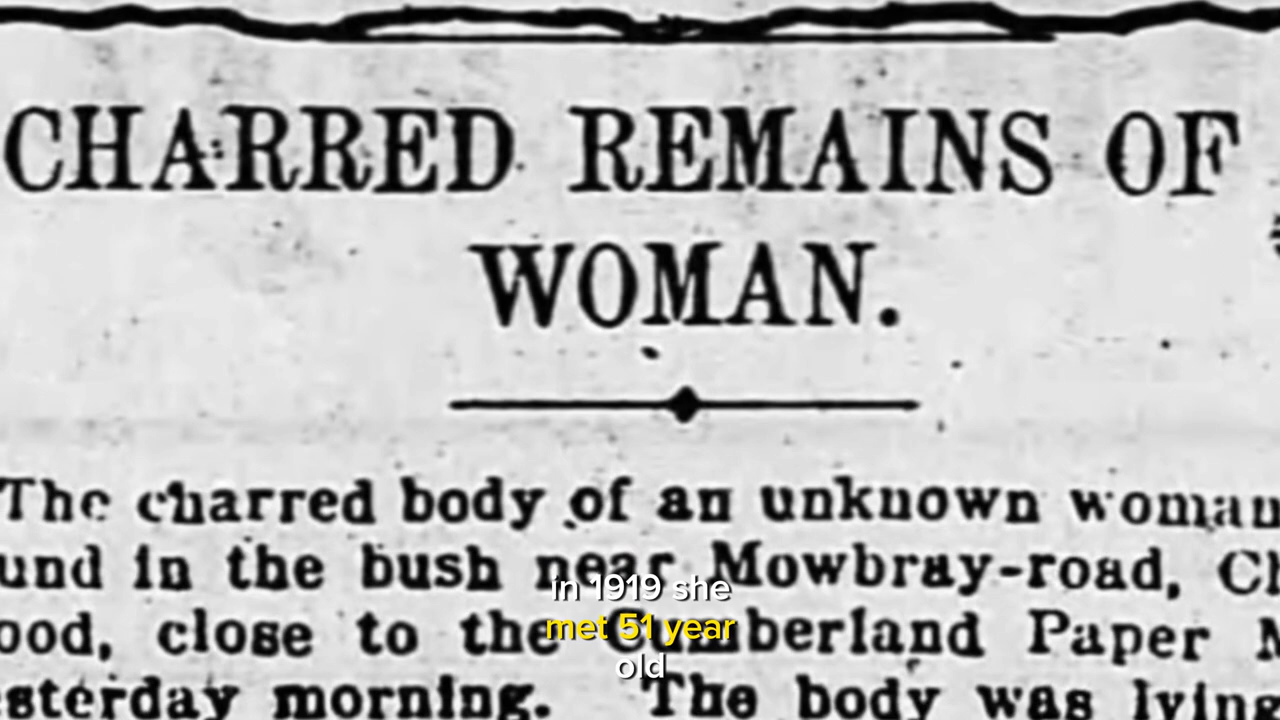 CHARRED REMAINS OF
WOMAN.
The charred body of an unknown woman
und in the bush near Mowbray-road, Ch
ood, close to the Cumberland Paper M
esterday morning. The body was lying
in 1919 she
met 51 year
old